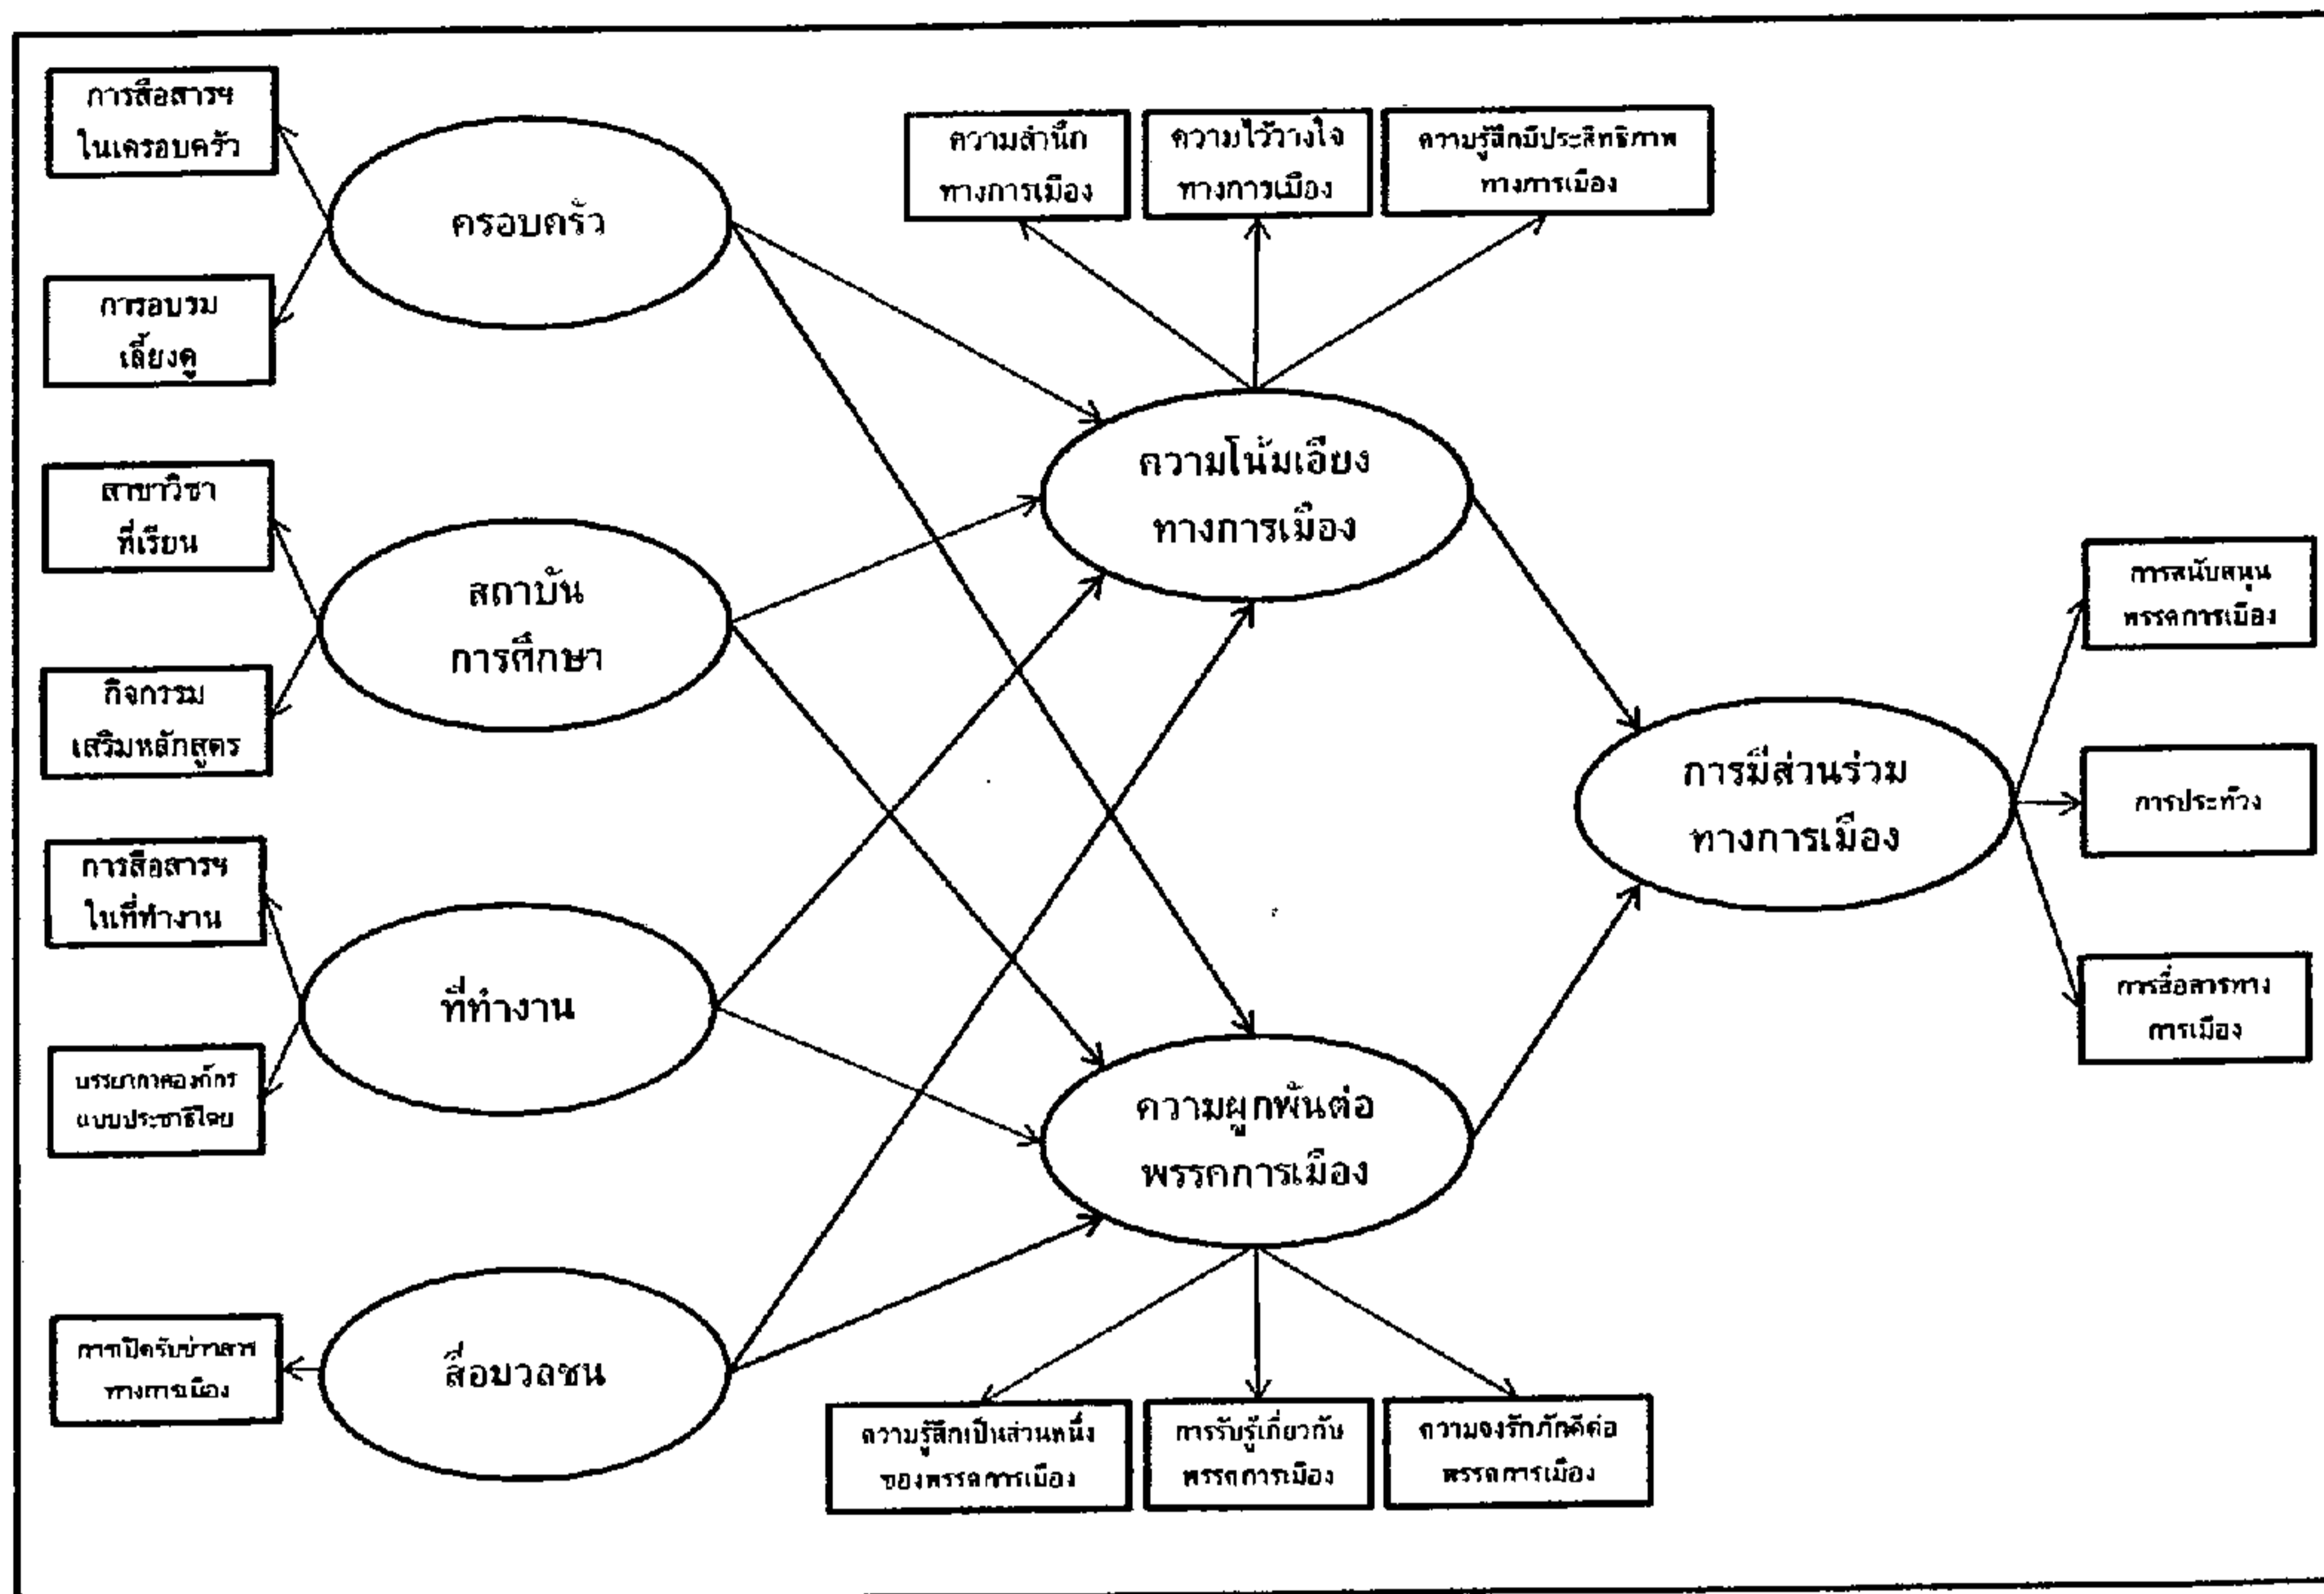 การสื่อสารฯ
ในครอบครัว
ครอบครัว
การอบรม
เลี้ยงดู
ความสำนึก
ทางการเมือง
ความไว้วางใจ
ทางการเมือง
ความรู้สึกมีประสิทธิภาพ
ทางการเมือง
ความโน้มเอียง
ทางการเมือง
สาขาวิชา
ที่เรียน
สถาบัน
การศึกษา
กิจกรรม
เสริมหลักสูตร
การมีส่วนร่วม
ทางการเมือง
การสนับสนุน
พรรคการเมือง
การประท้วง
การสื่อสารทาง
การเมือง
การสื่อสารฯ
ในที่ทำงาน
ที่ทำงาน
บรรยากาศองค์กร
แบบประชาธิไตย
ความผูกพันต่อ
พรรคการเมือง
การเปิดรับข่าวสาร
ทางการเมือง
สื่อมวลชน
ความรู้สึกเป็นส่วนหนึ่ง
ของพรรคการเมือง
การรับรู้เกี่ยวกับ
พรรคการเมือง
ความจงรักภักดีต่อ
พรรคการเมือง